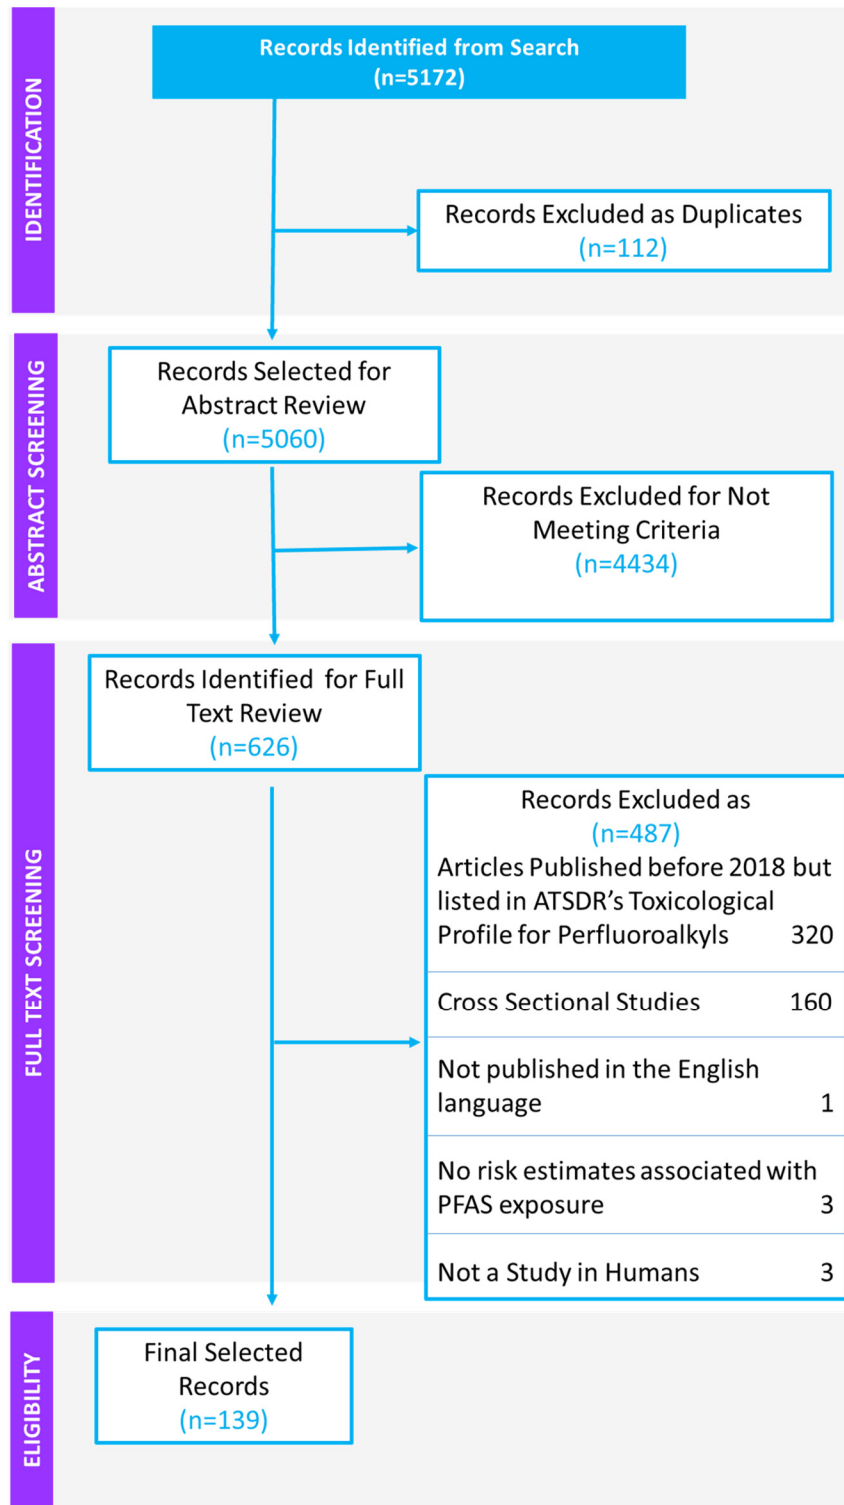 IDENTIFICATION
Records Identified from Search
(n=5172)
Records Excluded as Duplicates
(n=112)
ABSTRACT SCREENING
Records Selected for
Abstract Review
(n=5060)
Records Excluded for Not
Meeting Criteria
(n=4434)
FULL TEXT SCREENING
Records Identified for Full
Text Review
(n=626)
Records Excluded as
(n=487)
Articles Published before 2018 but
listed in ATSDR's Toxicological
Profile for Perfluoroalkyls 320
Cross Sectional Studies 160
Not published in the English
language 1
No risk estimates associated with
PFAS exposure 3
Not a Study in Humans 3
ELIGIBILITY
Final Selected
Records
(n=139)